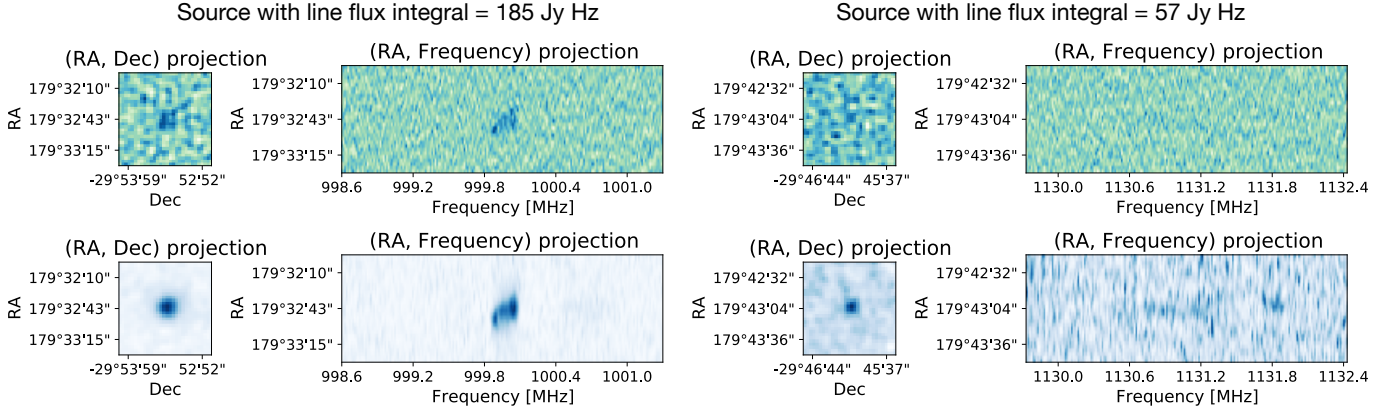 Source with line flux integral = 185 Jy Hz
Source with line flux integral = 57 Jy Hz
(RA, Dec) projection
(RA, Frequency) projection
RA
179°32'10"
179°32'43"
179°33'15"
-29°53'59" 52'52"
Dec
RA
179°32'10"
179°32'43"
179°33'15"
998.6 999.2 999.8 1000.4 1001.0
Frequency [MHz]
(RA, Dec) projection
(RA, Frequency) projection
RA
179°42'32"
179°43'04"
179°43'36"
-29°46'44" 45'37"
Dec
RA
179°42'32"
179°43'04"
179°43'36"
1130.0 1130.6 1131.2 1131.8 1132.4
Frequency [MHz]
(RA, Dec) projection
(RA, Frequency) projection
RA
179°32'10"
179°32'43"
179°33'15"
-29°53'59" 52'52"
Dec
RA
179°32'10"
179°32'43"
179°33'15"
998.6 999.2 999.8 1000.4 1001.0
Frequency [MHz]
(RA, Dec) projection
(RA, Frequency) projection
RA
179°42'32"
179°43'04"
179°43'36"
-29°46'44" 45'37"
Dec
RA
179°42'32"
179°43'04"
179°43'36"
1130.0 1130.6 1131.2 1131.8 1132.4
Frequency [MHz]